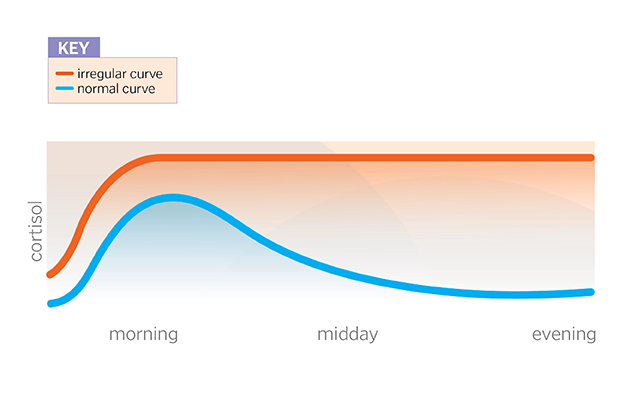 KEY
irregular curve
normal curve
cortisol
morning midday evening